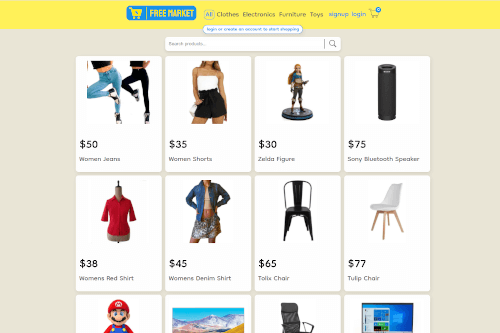 FREE MARKET
All Clothes Electronics Furniture Toys signup login 0
login or create an account to start shopping
Search products...
$50 $35 $30 $75
Women Jeans Women Shorts Zelda Figure Sony Bluetooth Speaker
$38 $45 $65 $77
Womens Red Shirt Womens Denim Shirt Tolix Chair Tulip Chair